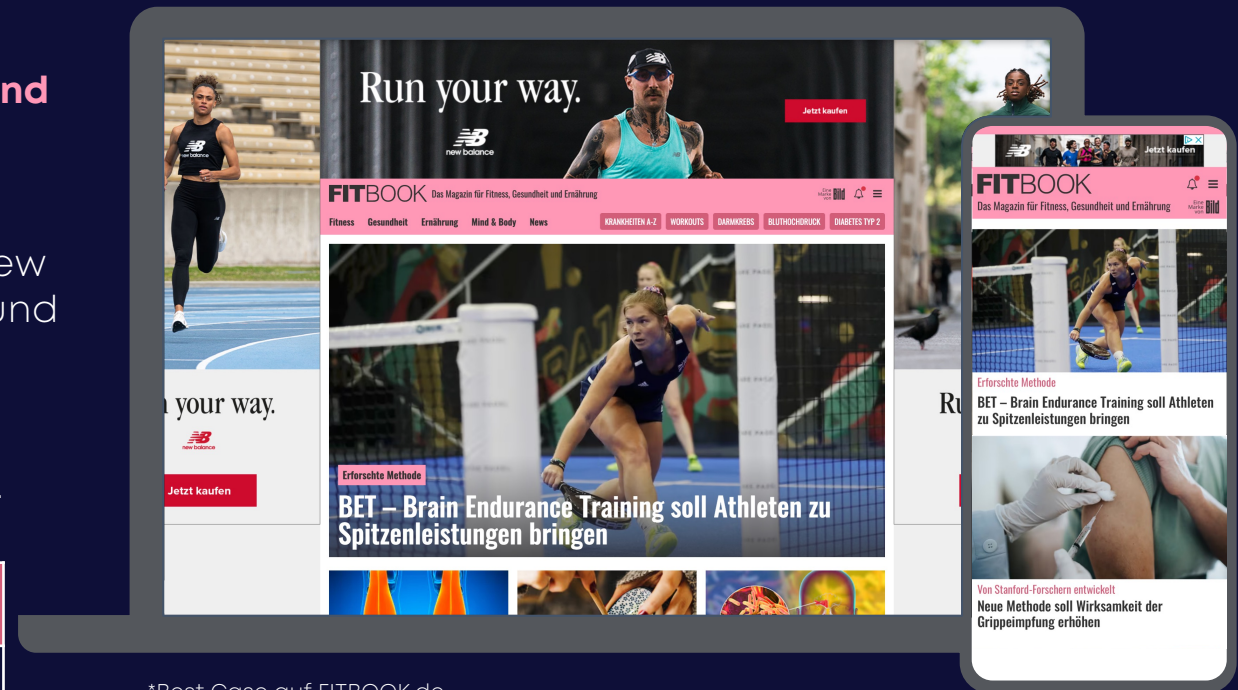 nd
ew
und
Run your way.
new balance
Jetzt kaufen
new balance
FITBOOK Das Magazin für Fitness, Gesundheit und Ernährung
Eine Marke von Bild
Fitness Gesundheit Ernährung Mind & Body News
KRANKHEITEN A-Z WORKOUTS DARMKREBS BLUTHOCHDRUCK DIABETES TYP 2
your way.
new balance
Jetzt kaufen
Erforschte Methode
BET – Brain Endurance Training soll Athleten zu
Spitzenleistungen bringen
Ru
Jetzt kaufen
FITBOOK
Das Magazin für Fitness, Gesundheit und Ernährung
Eine Marke von Bild
Erforschte Methode
BET – Brain Endurance Training soll Athleten
zu Spitzenleistungen bringen
Von Stanford-Forschern entwickelt
Neue Methode soll Wirksamkeit der
Grippeimpfung erhöhen
*Best Case auf FITBOOK.de